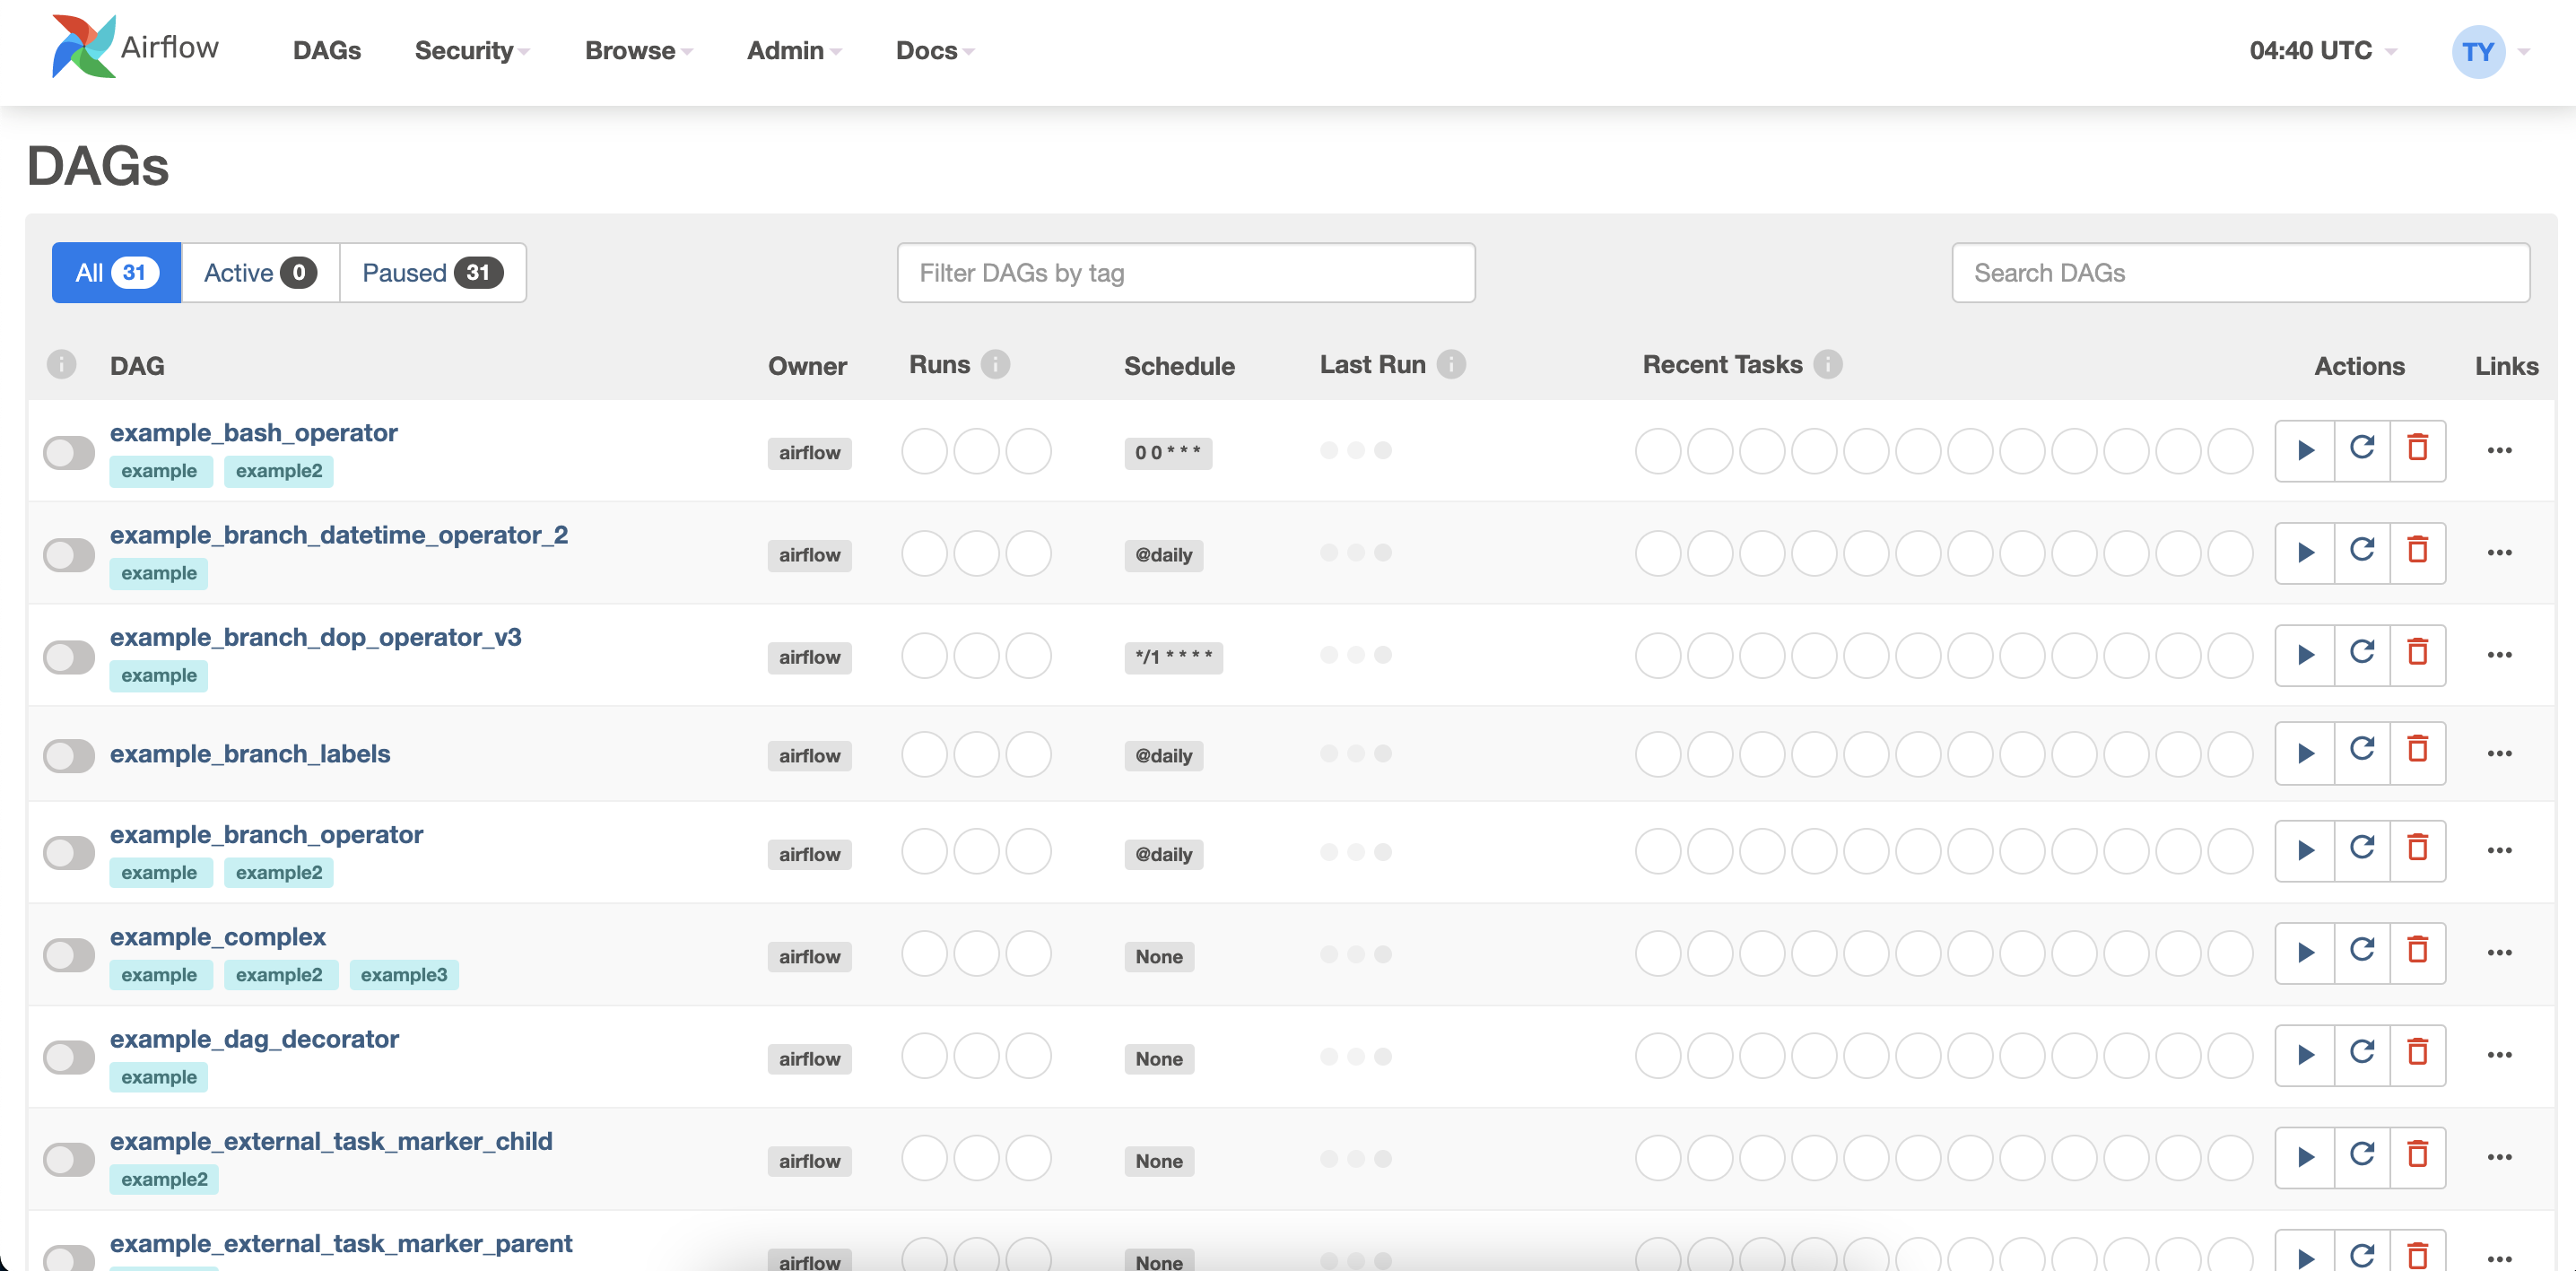 Airflow DAGs Security Browse Admin Docs 04:40 UTC TY
DAGs
All 31 Active 0 Paused 31 Filter DAGs by tag Search DAGs
i DAG Owner Runs i Schedule Last Run i Recent Tasks i Actions Links
example_bash_operator
airflow 0 0 * * *
example example2
example_branch_datetime_operator_2
airflow @daily
example
example_branch_dop_operator_v3
airflow */1 * * * *
example
example_branch_labels airflow @daily
example_branch_operator
airflow @daily
example example2
example_complex
airflow None
example example2 example3
example_dag_decorator
airflow None
example
example_external_task_marker_child
airflow None
example2
example_external_task_marker_parent
airflow None